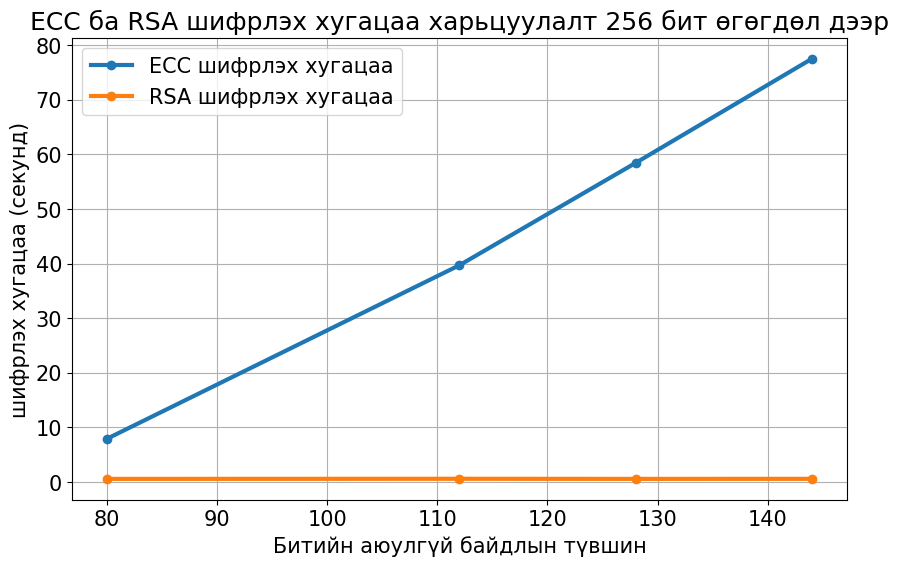 ECC ба RSA шифрлэх хугацаа харьцуулалт 256 бит өгөгдөл дээр
ECC шифрлэх хугацаа
RSA шифрлэх хугацаа
шифрлэх хугацаа (секунд)
80
70
60
50
40
30
20
10
0
80 90 100 110 120 130 140
Битийн аюулгүй байдлын түвшин